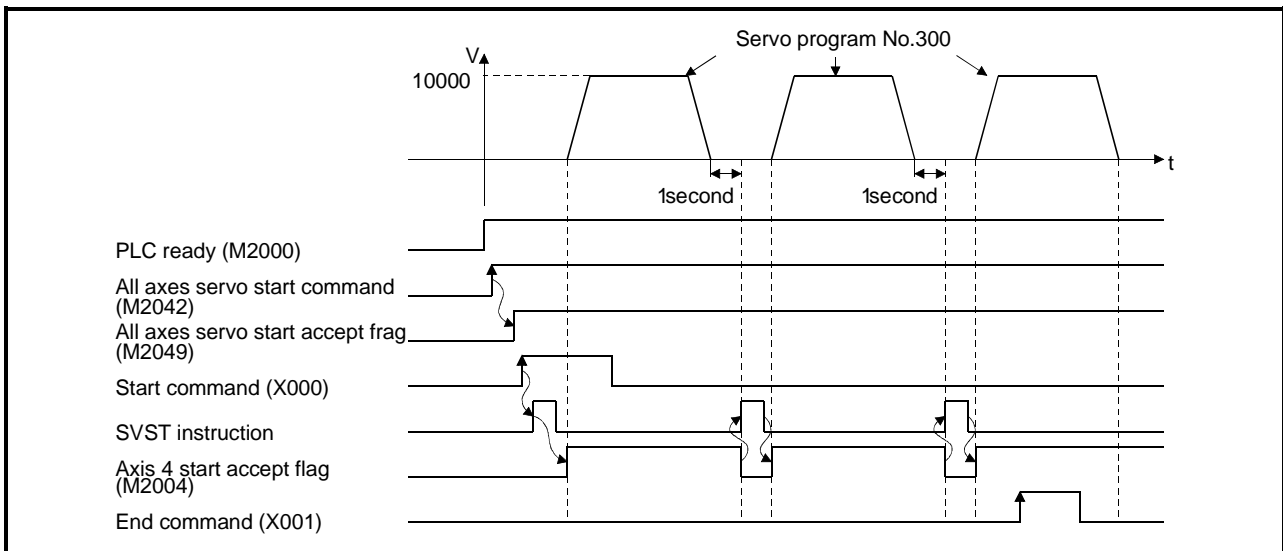 Servo program No.300
V
10000
t
1second
1second
PLC ready (M2000)
All axes servo start command
(M2042)
All axes servo start accept frag
(M2049)
Start command (X000)
SVST instruction
Axis 4 start accept flag
(M2004)
End command (X001)